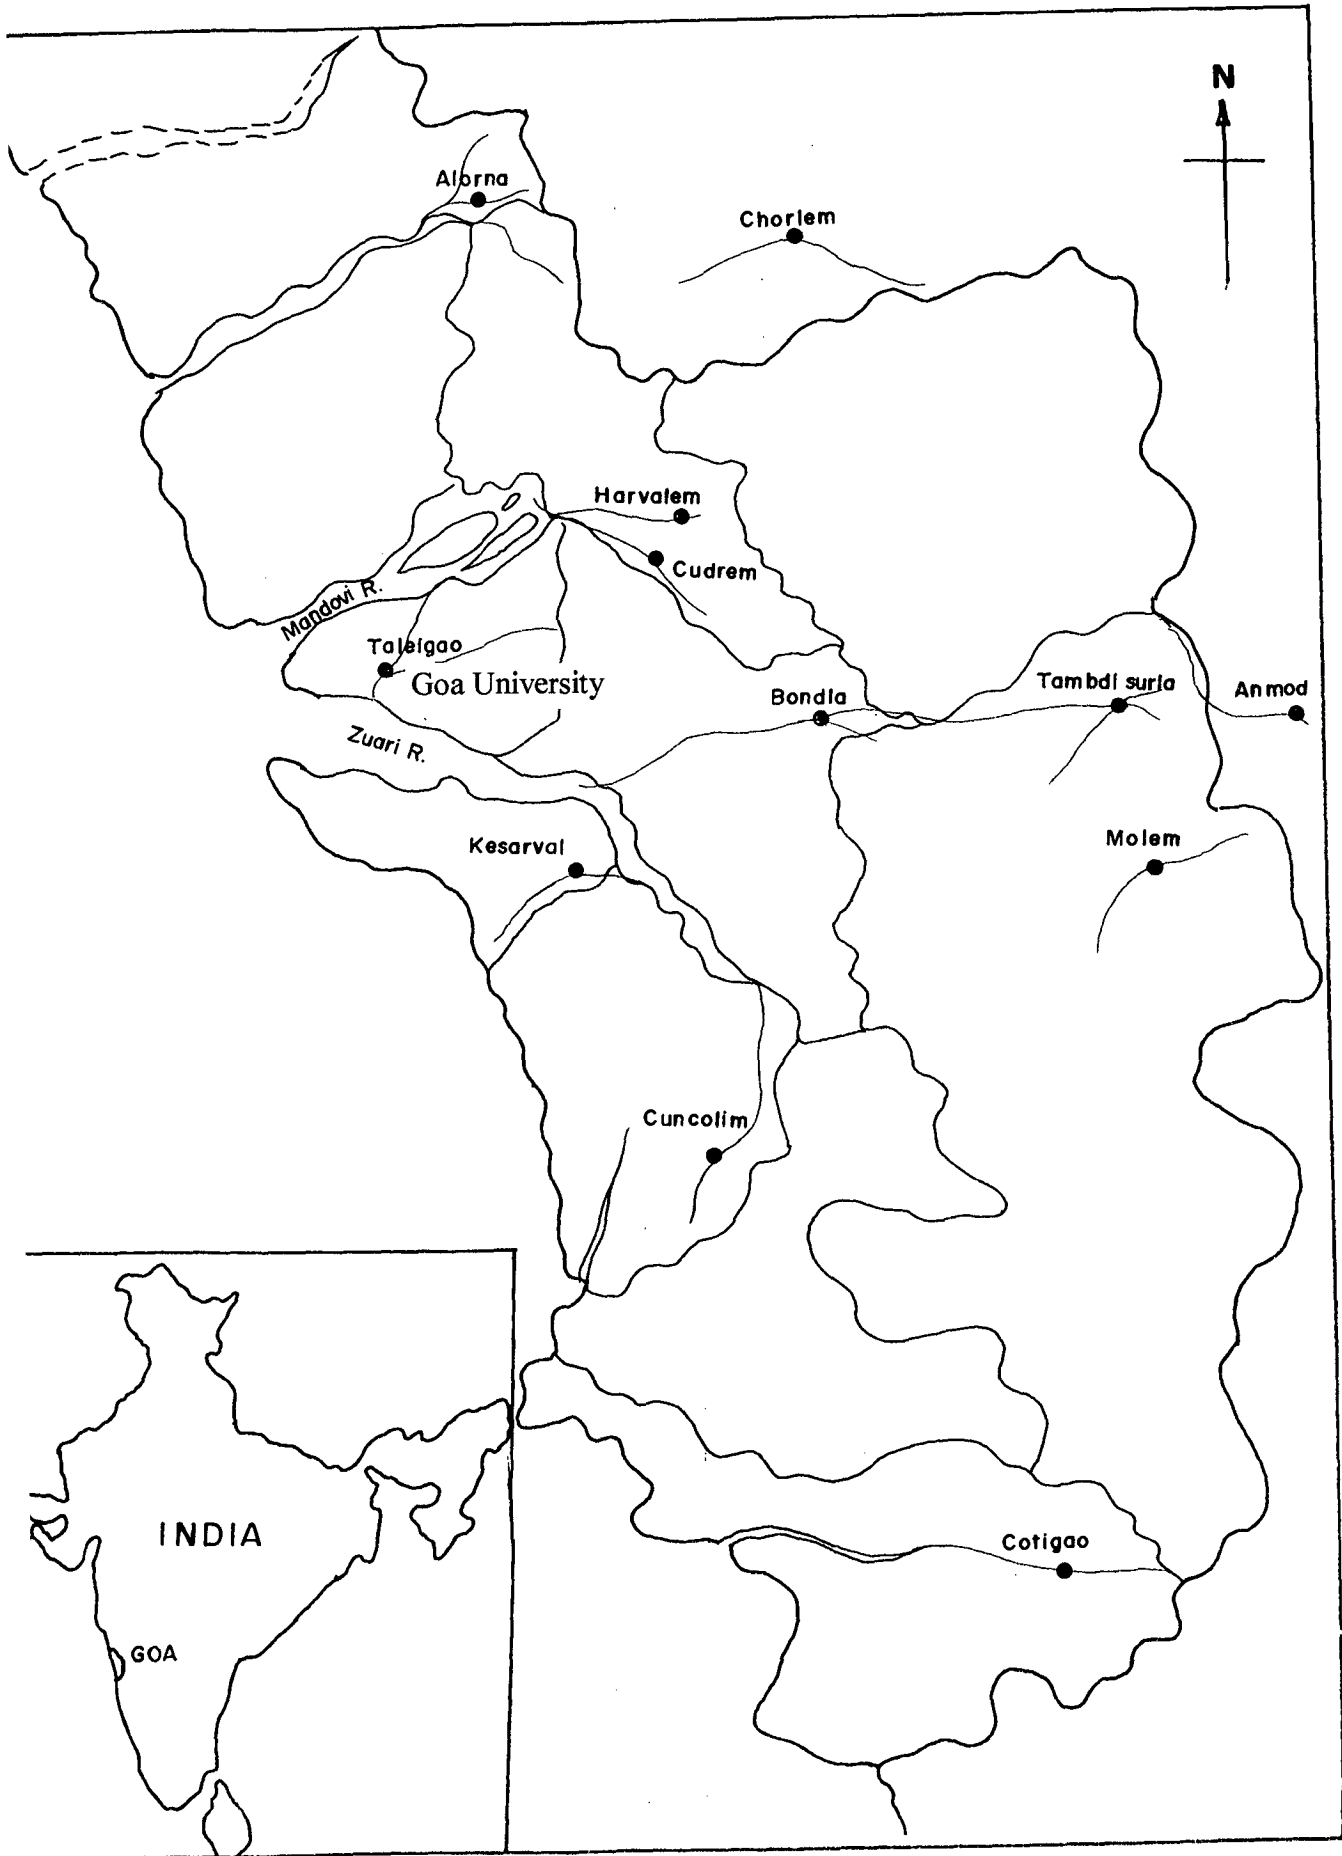 N
Alorna
Chorlem
Harvalem
Cudrem
Mandovi R.
Taleigao
Goa University
Bondla
Tambdi surla
Anmod
Zuari R.
Kesarval
Molem
Cuncolim
INDIA
Cotigao
GOA